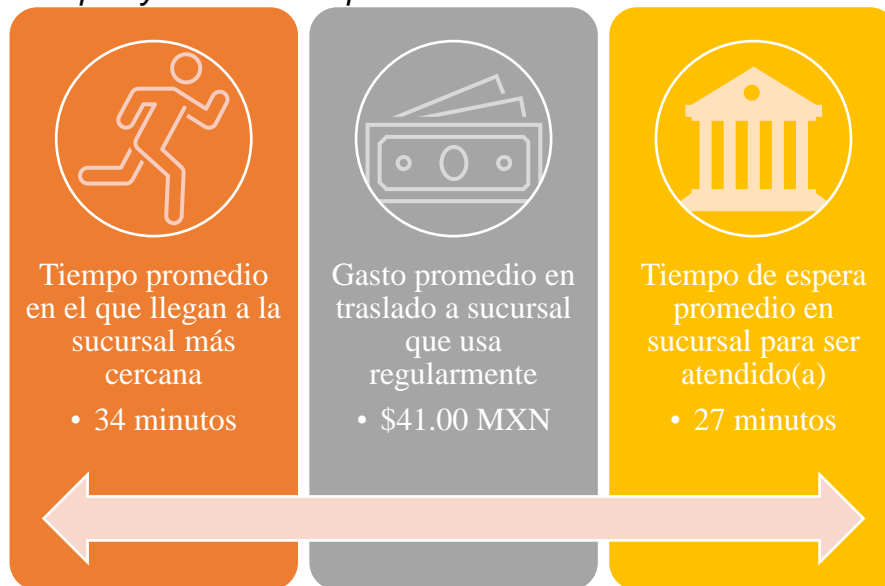 Tiempo promedio
en el que llegan a la
sucursal más
cercana
• 34 minutos
Gasto promedio en
traslado a sucursal
que usa
regularmente
• $41.00 MXN
Tiempo de espera
promedio en
sucursal para ser
atendido(a)
• 27 minutos